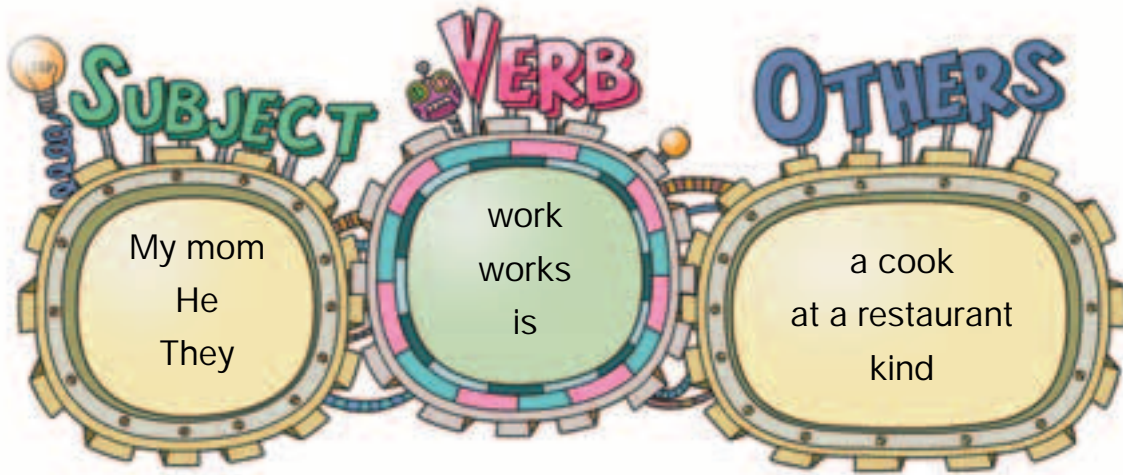 SUBJECT
My mom
He
They
VERB
work
works
is
OTHERS
a cook
at a restaurant
kind